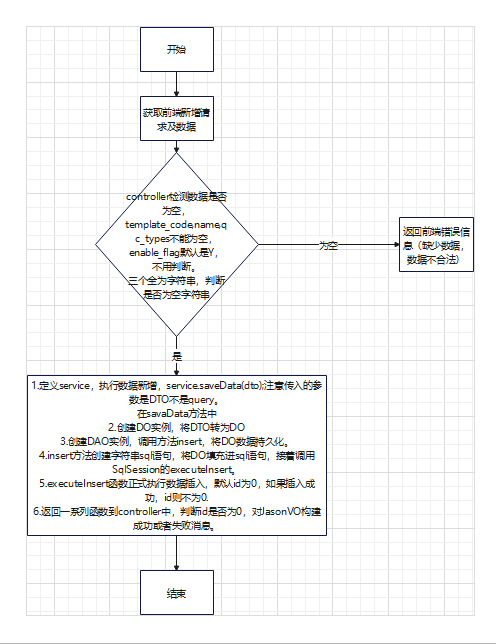 开始
获取前端新增请
求及数据
controller检测数据是否
为空，
template_code,name,q
c_types不能为空，
enable_flag默认是Y，
不用判断。
三个全为字符串，判断
是否为空字符串
为空
返回前端错误信
息（缺少数据，
数据不合法）
是
1.定义service，执行数据新增，service.saveData(dto);注意传入的参
数是DTO不是query。
在savaData方法中
2.创建DO实例，将DTO转为DO
3.创建DAO实例，调用方法insert，将DO数据持久化。
4.insert方法创建字符串sql语句，将DO填充进sql语句，接着调用
SqlSession的executeInsert。
5.executeInsert函数正式执行数据插入，默认id为0，如果插入成
功，id则不为0.
6.返回一系列函数到controller中，判断id是否为0，对JasonVO构建
成功或者失败消息。
结束